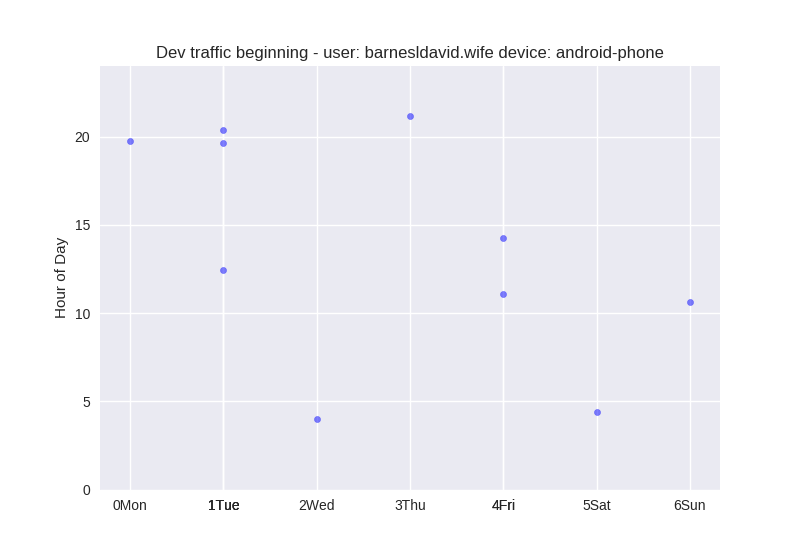 Dev traffic beginning - user: barnesldavid.wife device: android-phone
20
15
10
5
0
Hour of Day
0Mon 1Tue 2Wed 3Thu 4Fri 5Sat 6Sun